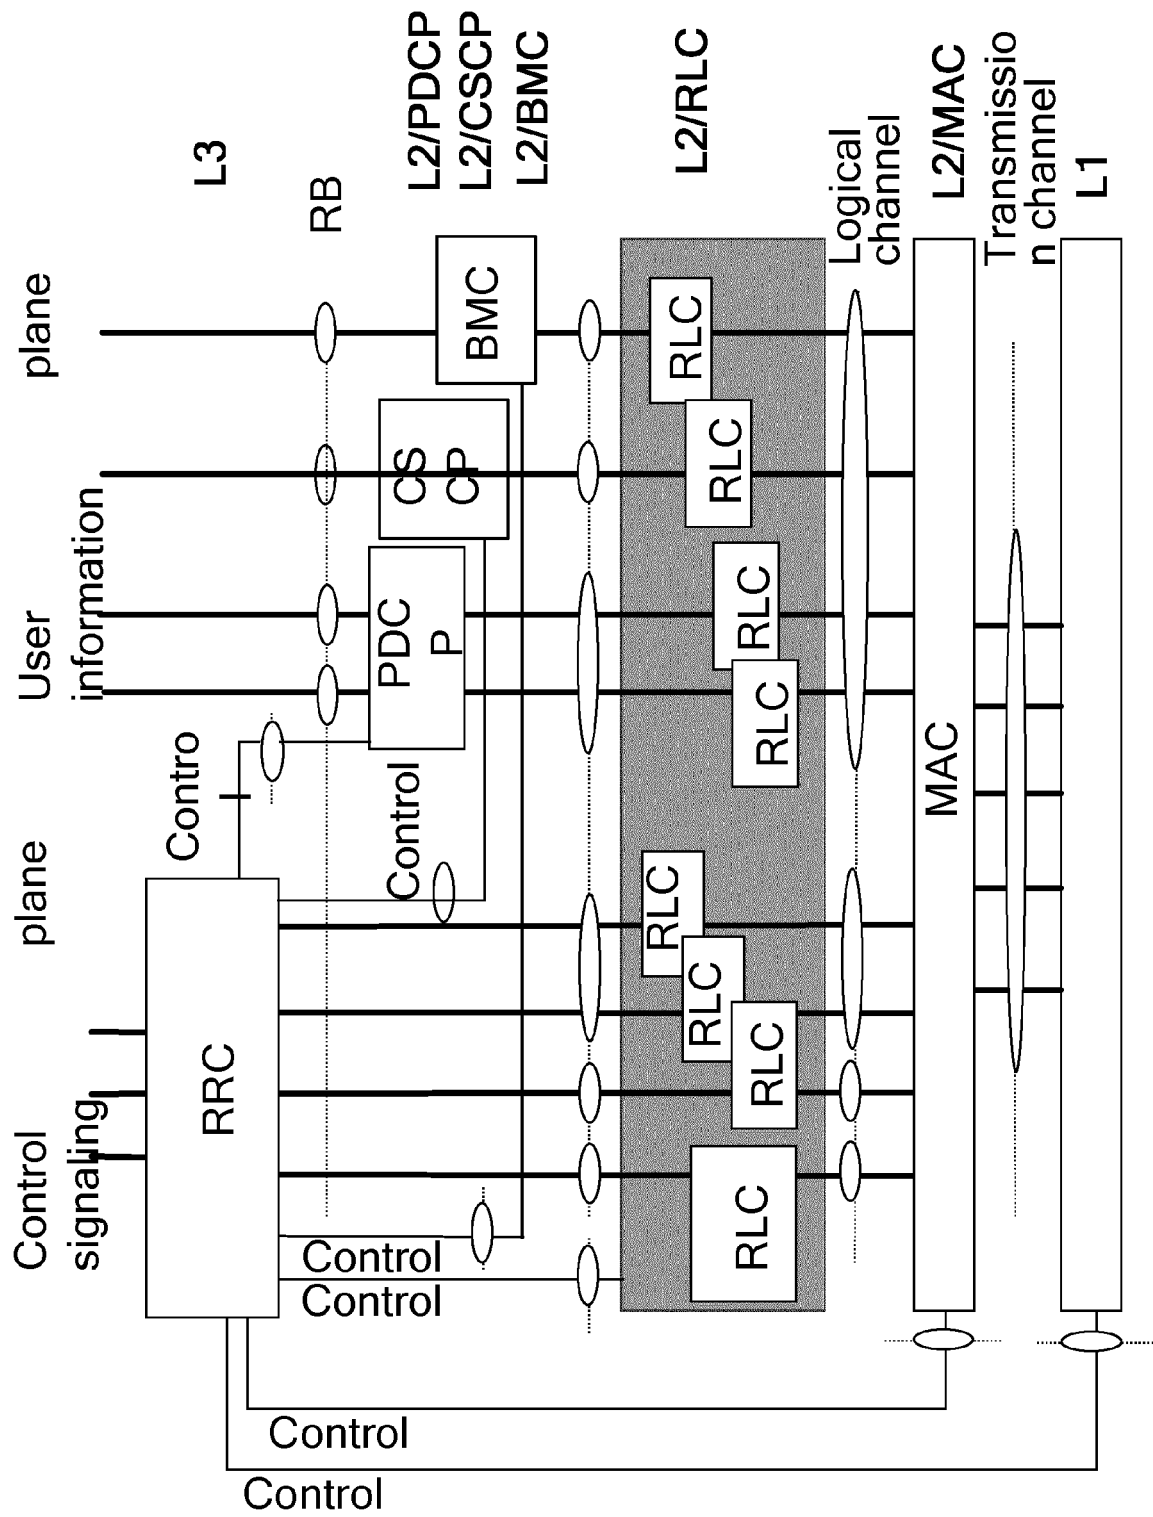 Control
signaling
plane
User
information
plane
L3
RRC
Contro
l
RB
Control
Control
Control
Control
Control
PDC
P
CS
CP
BMC
L2/PDCP
L2/CSCP
L2/BMC
RLC
RLC
RLC
RLC
RLC
RLC
RLC
RLC
L2/RLC
Logical
channel
MAC
L2/MAC
Transmissio
n channel
L1